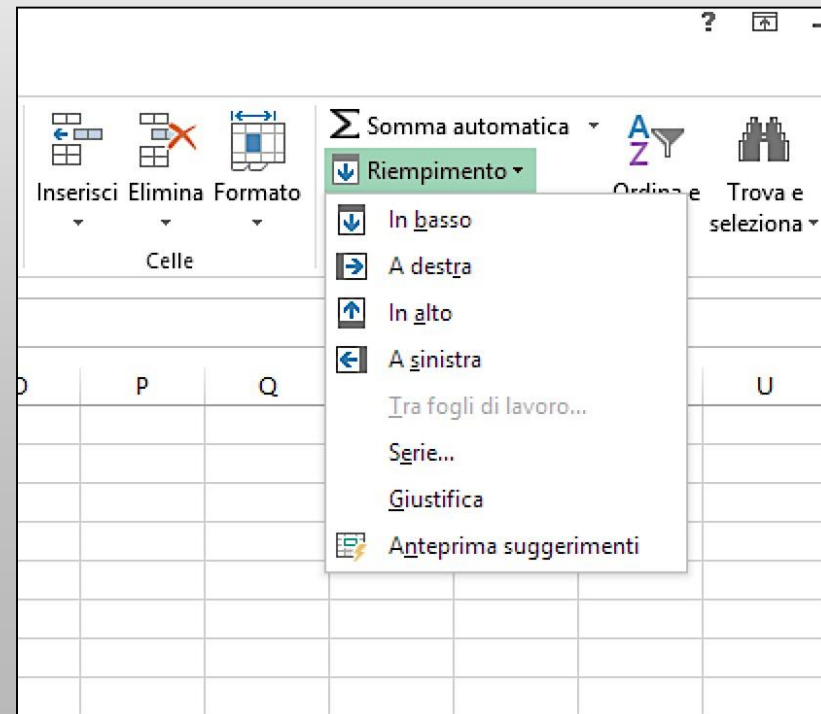 ?
Σ Somma automatica
Riempimento
Inserisci Elimina Formato
Trova e
seleziona
Celle
In basso
A destra
In alto
A sinistra
Tra fogli di lavoro...
Serie...
Giustifica
Anteprima suggerimenti
P Q U